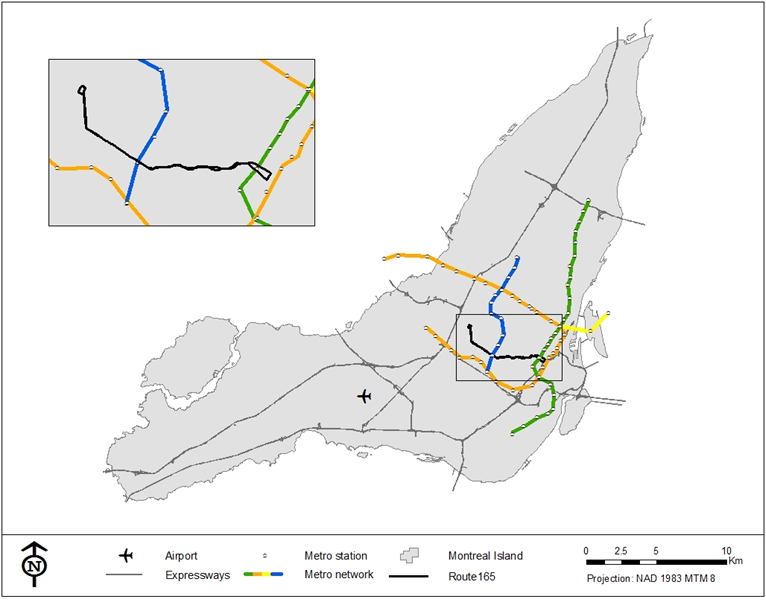 N
Airport
Metro station
Montreal Island
Expressways
Metro network
Route165
0 2.5 5 10
Km
Projection: NAD 1983 MTM 8